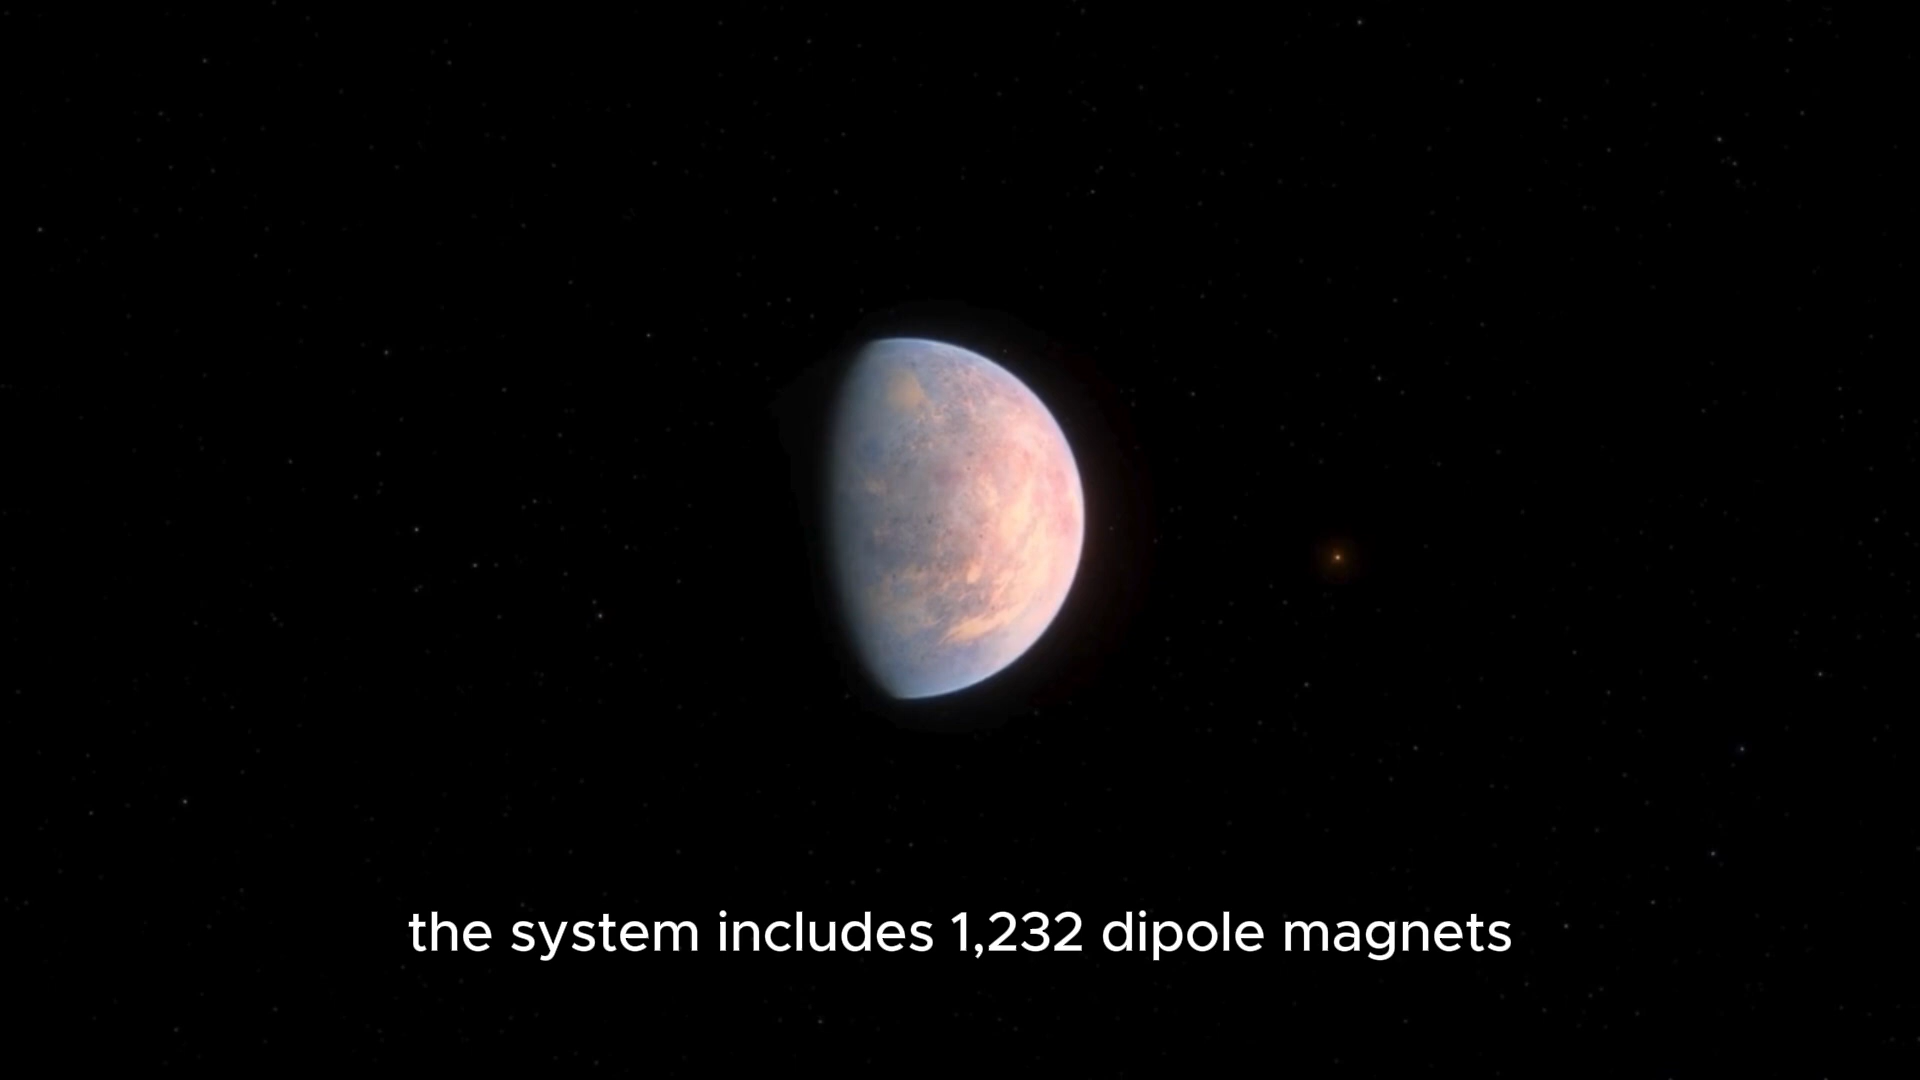 the system includes 1,232 dipole magnets